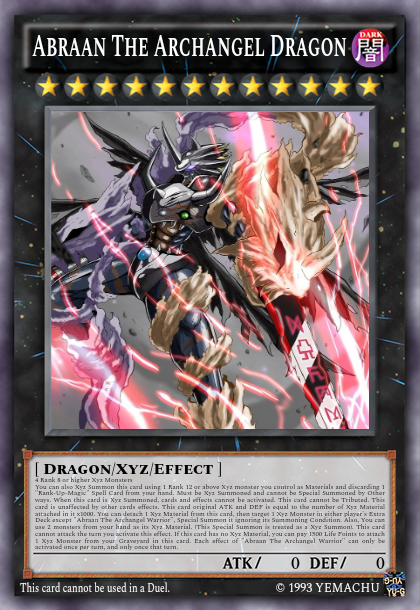 ABRAAN THE ARCHANGEL DRAGON
DARK
闇
[ DRAGON/XYZ/EFFECT ]
4 Rank 8 or higher Xyz Monsters
You can also Xyz Summon this card using 1 Rank 12 or above Xyz monster you control as Materials and discarding 1
"Rank-Up-Magic" Spell Card from your hand. Must be Xyz Summoned and cannot be Special Summoned by Other
ways. When this card is Xyz Summoned, cards and effects cannot be activated. This card cannot be Tributed. This
card is unaffected by other cards effects. This card original ATK and DEF is equal to the number of Xyz Material
attached in it x1000. You can detach 1 Xyz Material from this card, then target 1 Xyz Monster in either player's Extra
Deck except "Abraan The Archangel Warrior", Special Summon it ignoring its Summoning Condition. Also, You can
use 2 monsters from your hand as its Xyz Material. (This Special Summon is treated as a Xyz Summon). This card
cannot attack the turn you activate this effect. If this card has no Xyz Material, you can pay 1500 Life Points to attach
1 Xyz Monster from your Graveyard in this card. Each effect of "Abraan The Archangel Warrior" can only be
activated once per turn, and only once that turn.
ATK/ 0 DEF/ 0
This card cannot be used in a Duel.
© 1993 YEMACHU